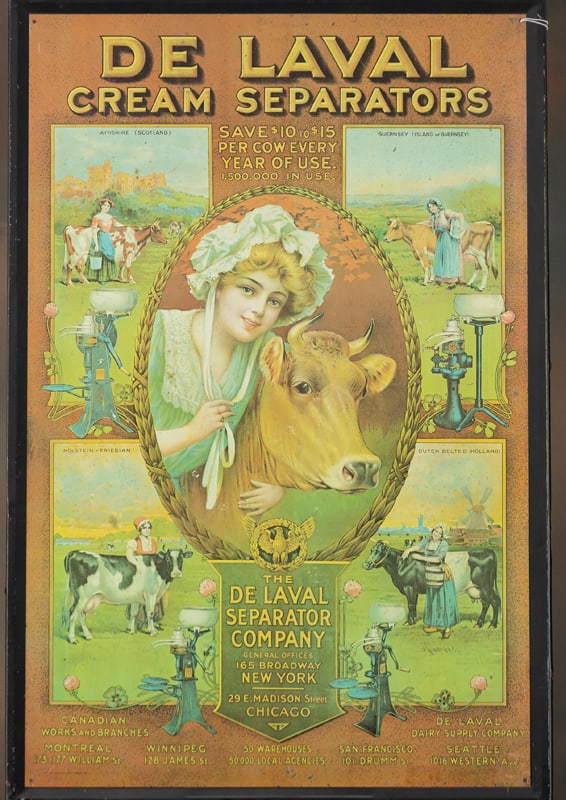 DE LAVAL
CREAM SEPARATORS
SAVE $10 TO $15
PER COW EVERY
YEAR OF USE.
1,500,000 IN USE.
AYRSHIRE (SCOTLAND)
GUERNSEY (ISLAND OF GUERNSEY)
HOLSTEIN-FRIESIAN
DUTCH BELTED (HOLLAND)
THE
DE LAVAL
SEPARATOR
COMPANY
GENERAL OFFICES
165 BROADWAY
NEW YORK
29 E. MADISON Street
CHICAGO
CANADIAN
WORKS AND BRANCHES
MONTREAL
173-177 WILLIAM St.
WINNIPEG
128 JAMES St.
50 WAREHOUSES
50,000 LOCAL AGENCIES
SAN FRANCISCO
101 DRUMM St.
DE LAVAL
DAIRY SUPPLY COMPANY
SEATTLE
1016 WESTERN Ave.